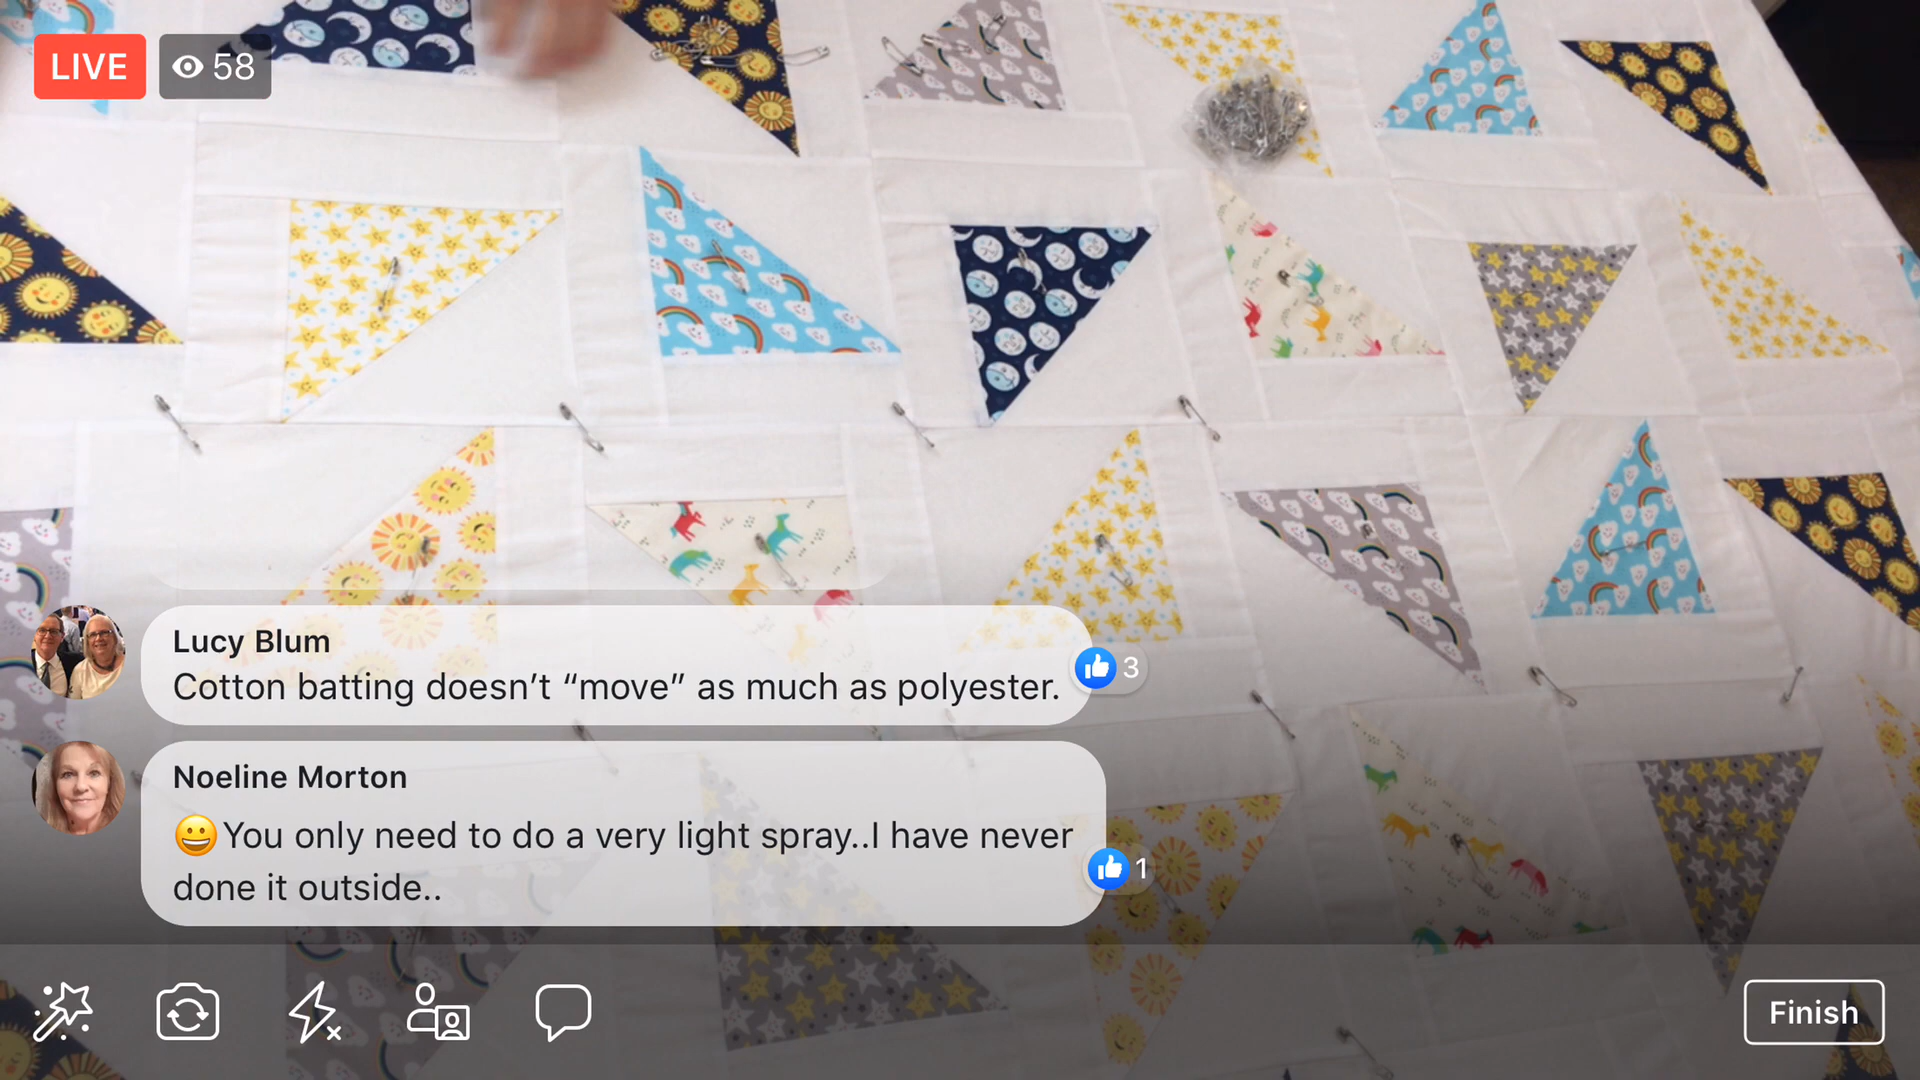 LIVE
58
Lucy Blum
Cotton batting doesn’t “move” as much as polyester.
3
Noeline Morton
😀You only need to do a very light spray..I have never
done it outside..
1
Finish